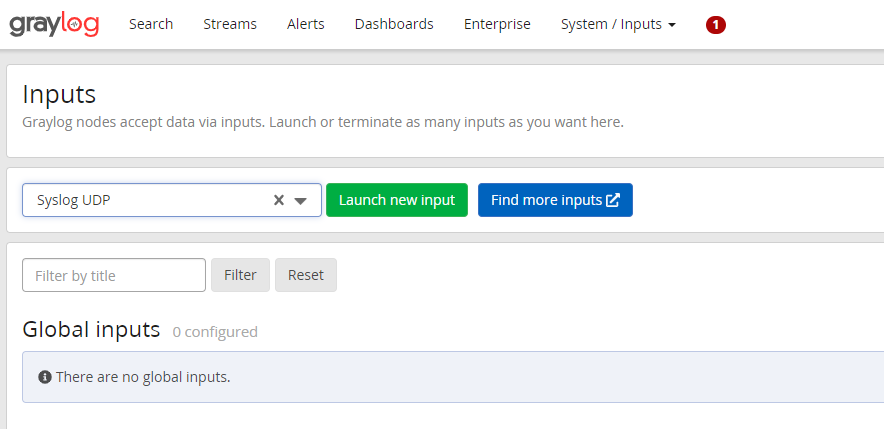 graylog Search Streams Alerts Dashboards Enterprise System / Inputs 1
Inputs
Graylog nodes accept data via inputs. Launch or terminate as many inputs as you want here.
Syslog UDP Launch new input Find more inputs
Filter by title Filter Reset
Global inputs 0 configured
There are no global inputs.